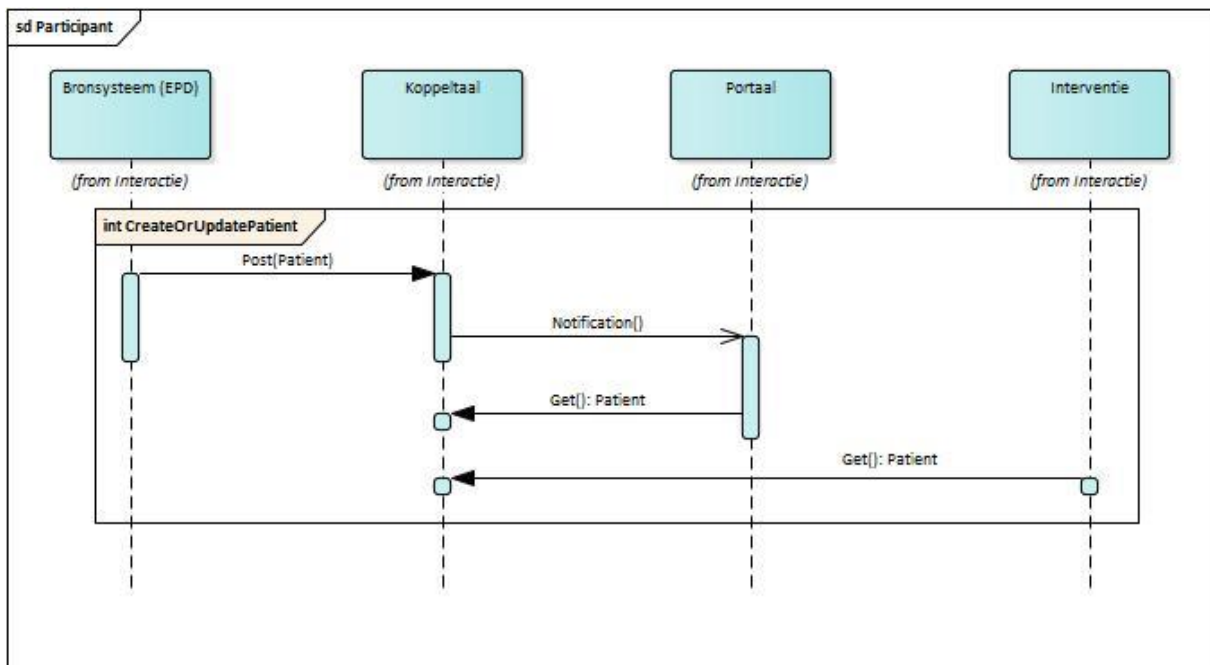 sd Participant
Bronsysteem (EPD)
Koppeltaal
Portaal
Interventie
(from Interactie)
(from Interactie)
(from Interactie)
(from Interactie)
int CreateOrUpdatePatient
Post(Patient)
Notification()
Get(): Patient
Get(): Patient